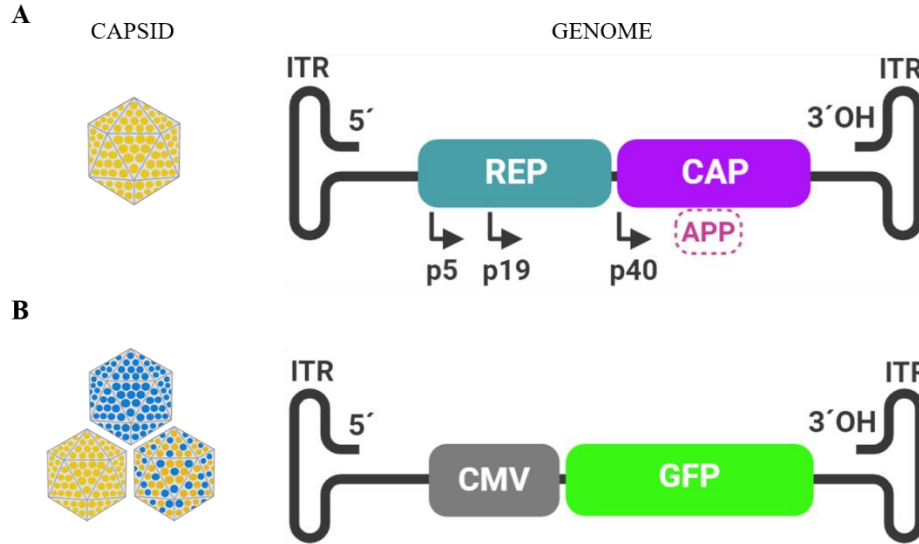 A
CAPSID
GENOME
ITR
ITR
5´
3´OH
REP
CAP
APP
p5
p19
p40
B
ITR
ITR
5´
3´OH
CMV
GFP